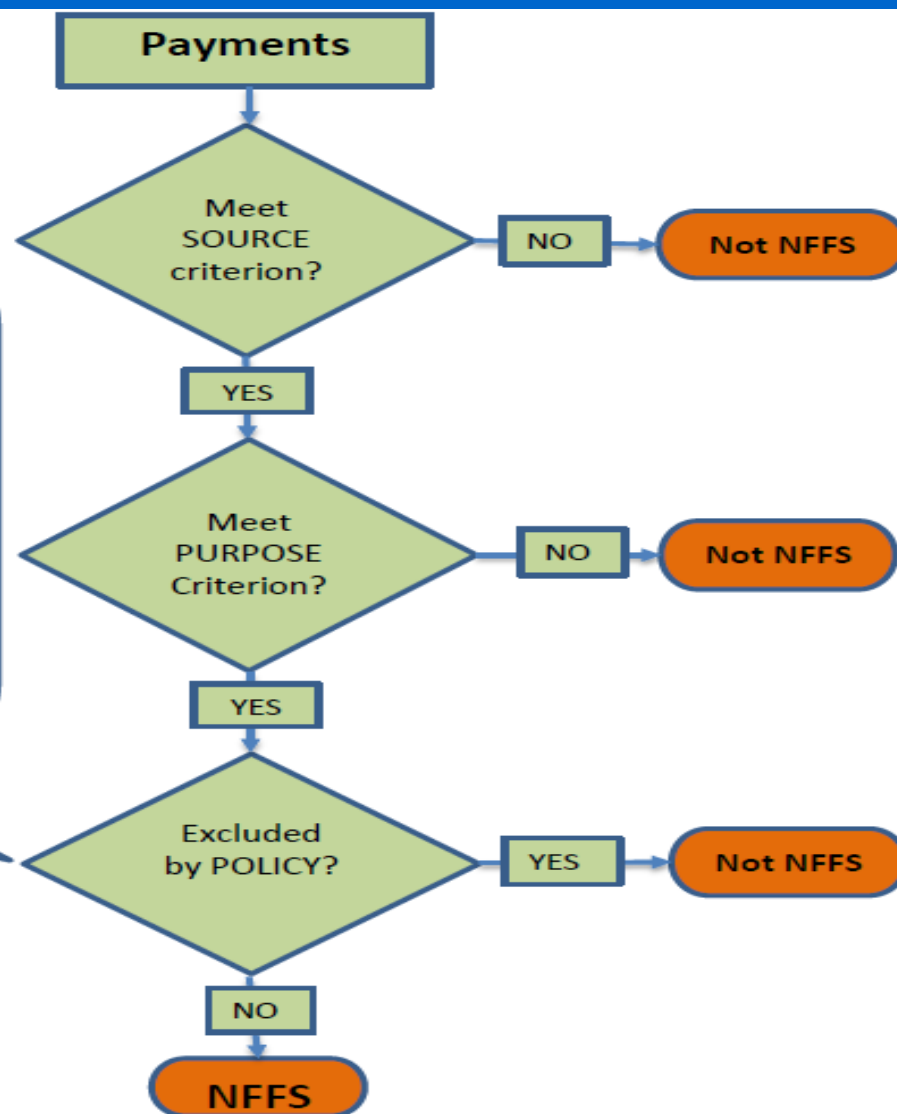 Payments
Meet
SOURCE
criterion?
NO
Not NFFS
YES
Meet
PURPOSE
Criterion?
NO
Not NFFS
YES
Excluded
by POLICY?
YES
Not NFFS
NO
NFFS